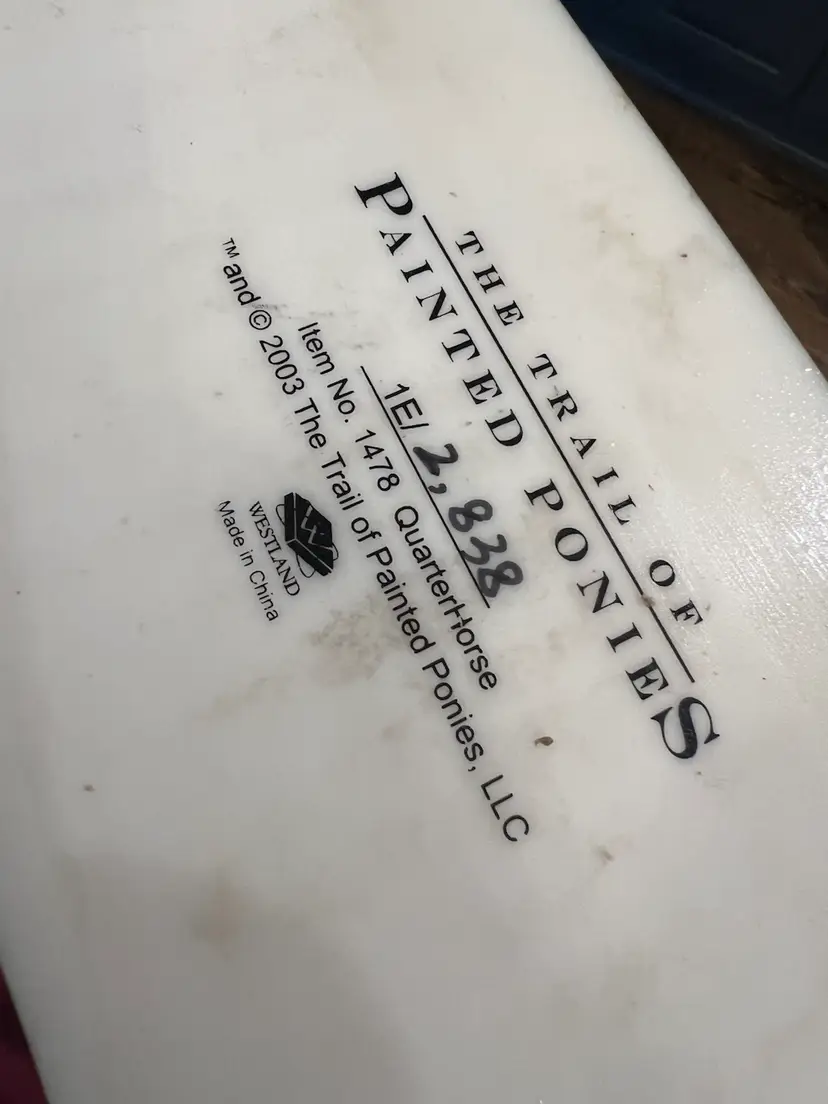 THE TRAIL OF
PAINTED PONIES
1E/ 2,838
Item No. 1478 QuarterHorse
™ and © 2003 The Trail of Painted Ponies, LLC
WESTLAND
Made in China